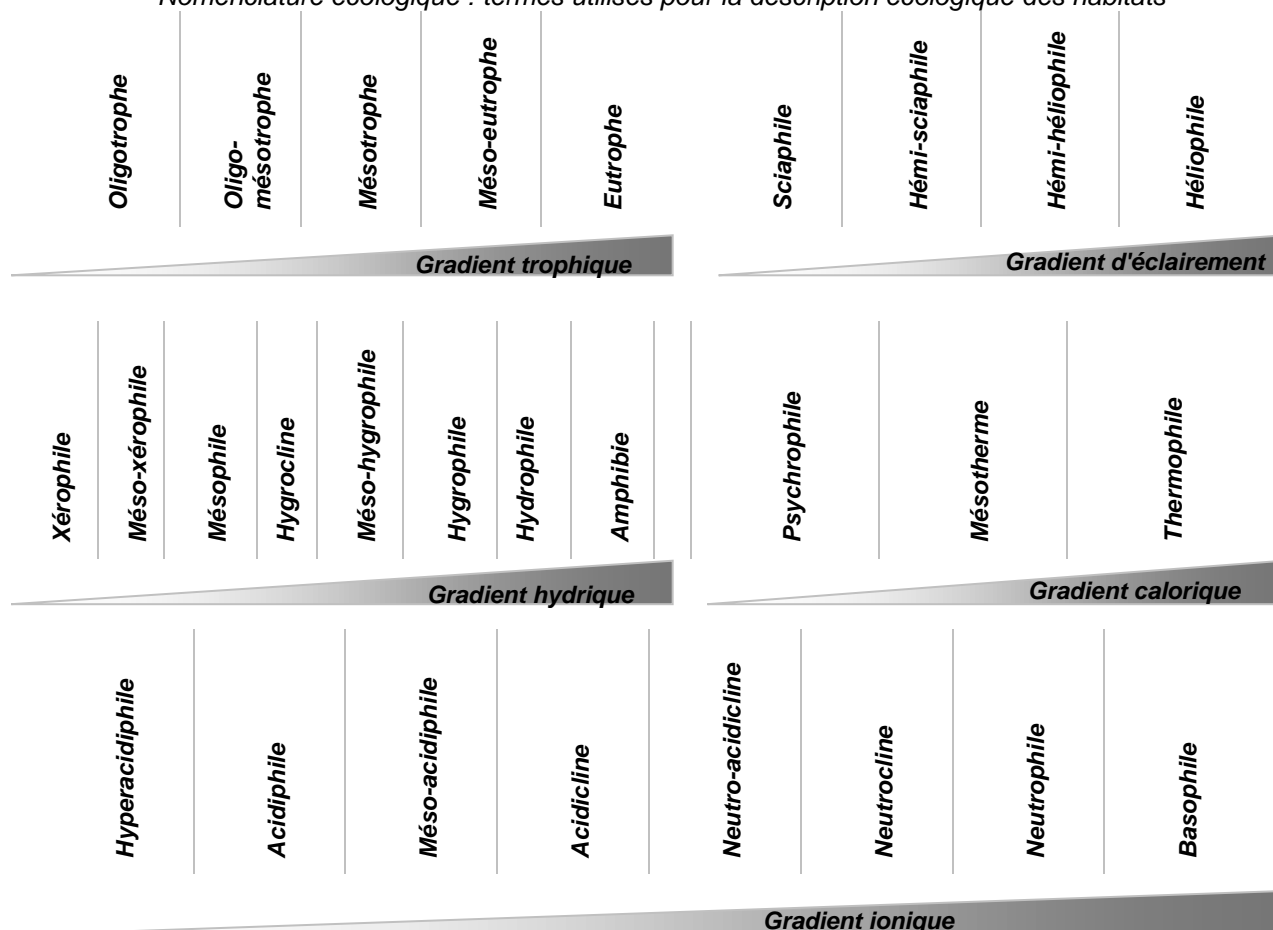 Nomenclature écologique : termes utilisés pour la description écologique des habitats
Oligotrophe
Oligo-
mésotrophe
Mésotrophe
Méso-eutrophe
Eutrophe
Gradient trophique
Sciaphile
Hémi-sciaphile
Hémi-héliophile
Héliophile
Gradient d'éclairement
Xérophile
Méso-xérophile
Mésophile
Hygrocline
Méso-hygrophile
Hygrophile
Hydrophile
Amphibie
Gradient hydrique
Psychrophile
Mésotherme
Thermophile
Gradient calorique
Hyperacidiphile
Acidiphile
Méso-acidiphile
Acidicline
Neutro-acidicline
Neutrocline
Neutrophile
Basophile
Gradient ionique